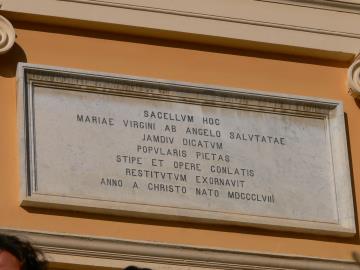 SACELLVM HOC
MARIAE VIRGINI AB ANGELO SALVTATAE
JAMDIV DICATVM
POPVLARIS PIETAS
STIPE ET OPERE CONLATIS
RESTITVTVM EXORNAVIT
ANNO A CHRISTO NATO MDCCCLVII